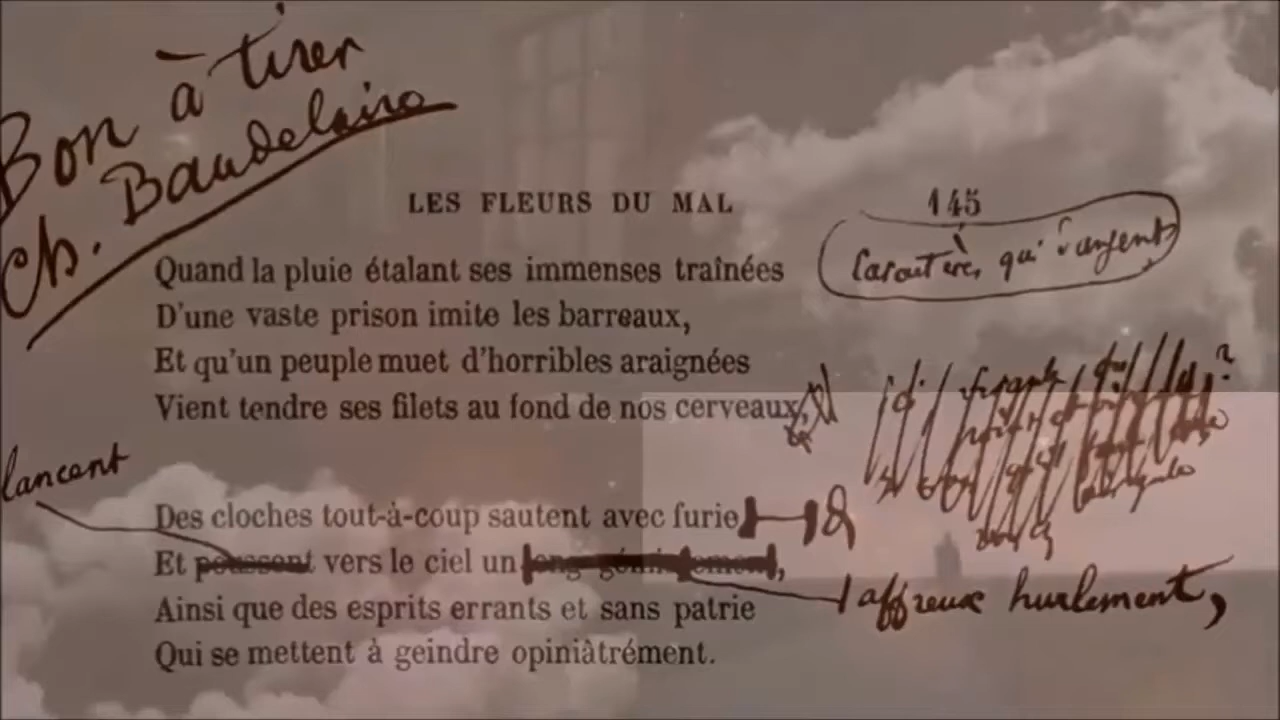 Bon à tirer
Ch. Baudelaire
LES FLEURS DU MAL
145
Quand la pluie étalant ses immenses traînées
D'une vaste prison imite les barreaux,
Et qu'un peuple muet d'horribles araignées
Vient tendre ses filets au fond de nos cerveaux,
lancent
Des cloches tout-à-coup sautent avec furie
Et poussent vers le ciel un long gémissement,
affreux hurlement,
Ainsi que des esprits errants et sans patrie
Qui se mettent à geindre opiniâtrément.